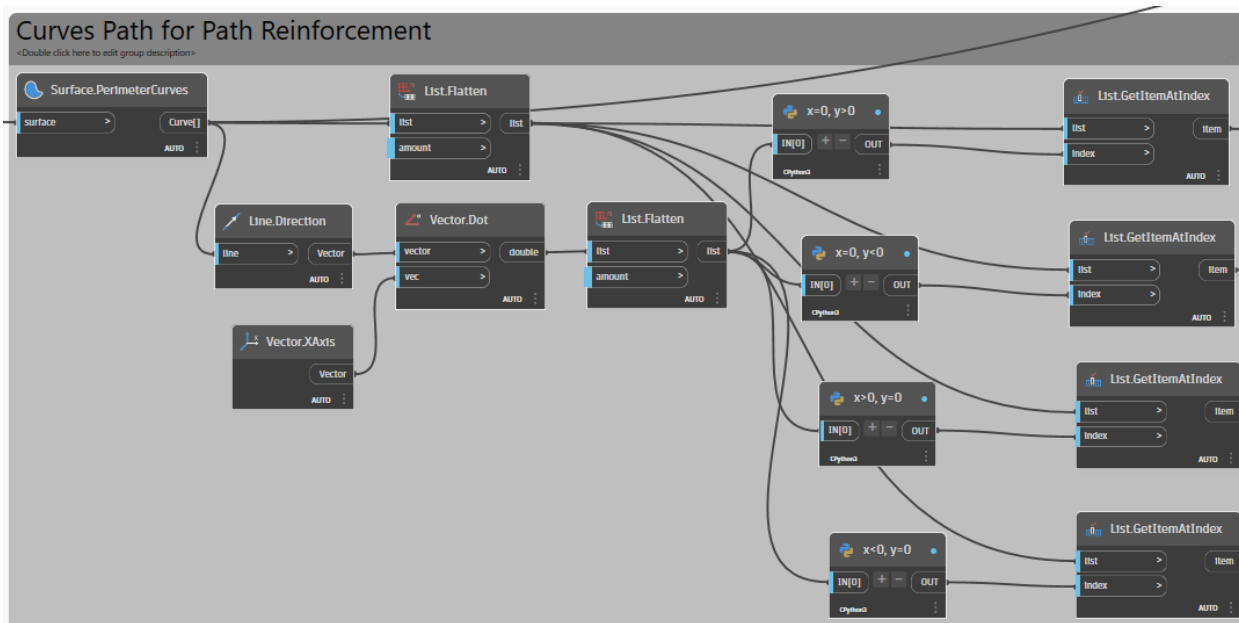 Curves Path for Path Reinforcement
<Double click here to edit group description>
Surface.PerimeterCurves
surface > Curve[]
AUTO
List.Flatten
list > list
amount >
AUTO
x=0, y>0
IN[0] + − OUT
CPython3
List.GetItemAtIndex
list > item
index >
AUTO
Line.Direction
line > Vector
AUTO
Vector.Dot
vector > double
vec >
AUTO
List.Flatten
list > list
amount >
AUTO
x=0, y<0
IN[0] + − OUT
CPython3
List.GetItemAtIndex
list > item
index >
AUTO
Vector.XAxis
Vector
AUTO
x>0, y=0
IN[0] + − OUT
CPython3
List.GetItemAtIndex
list > item
index >
AUTO
x<0, y=0
IN[0] + − OUT
CPython3
List.GetItemAtIndex
list > item
index >
AUTO